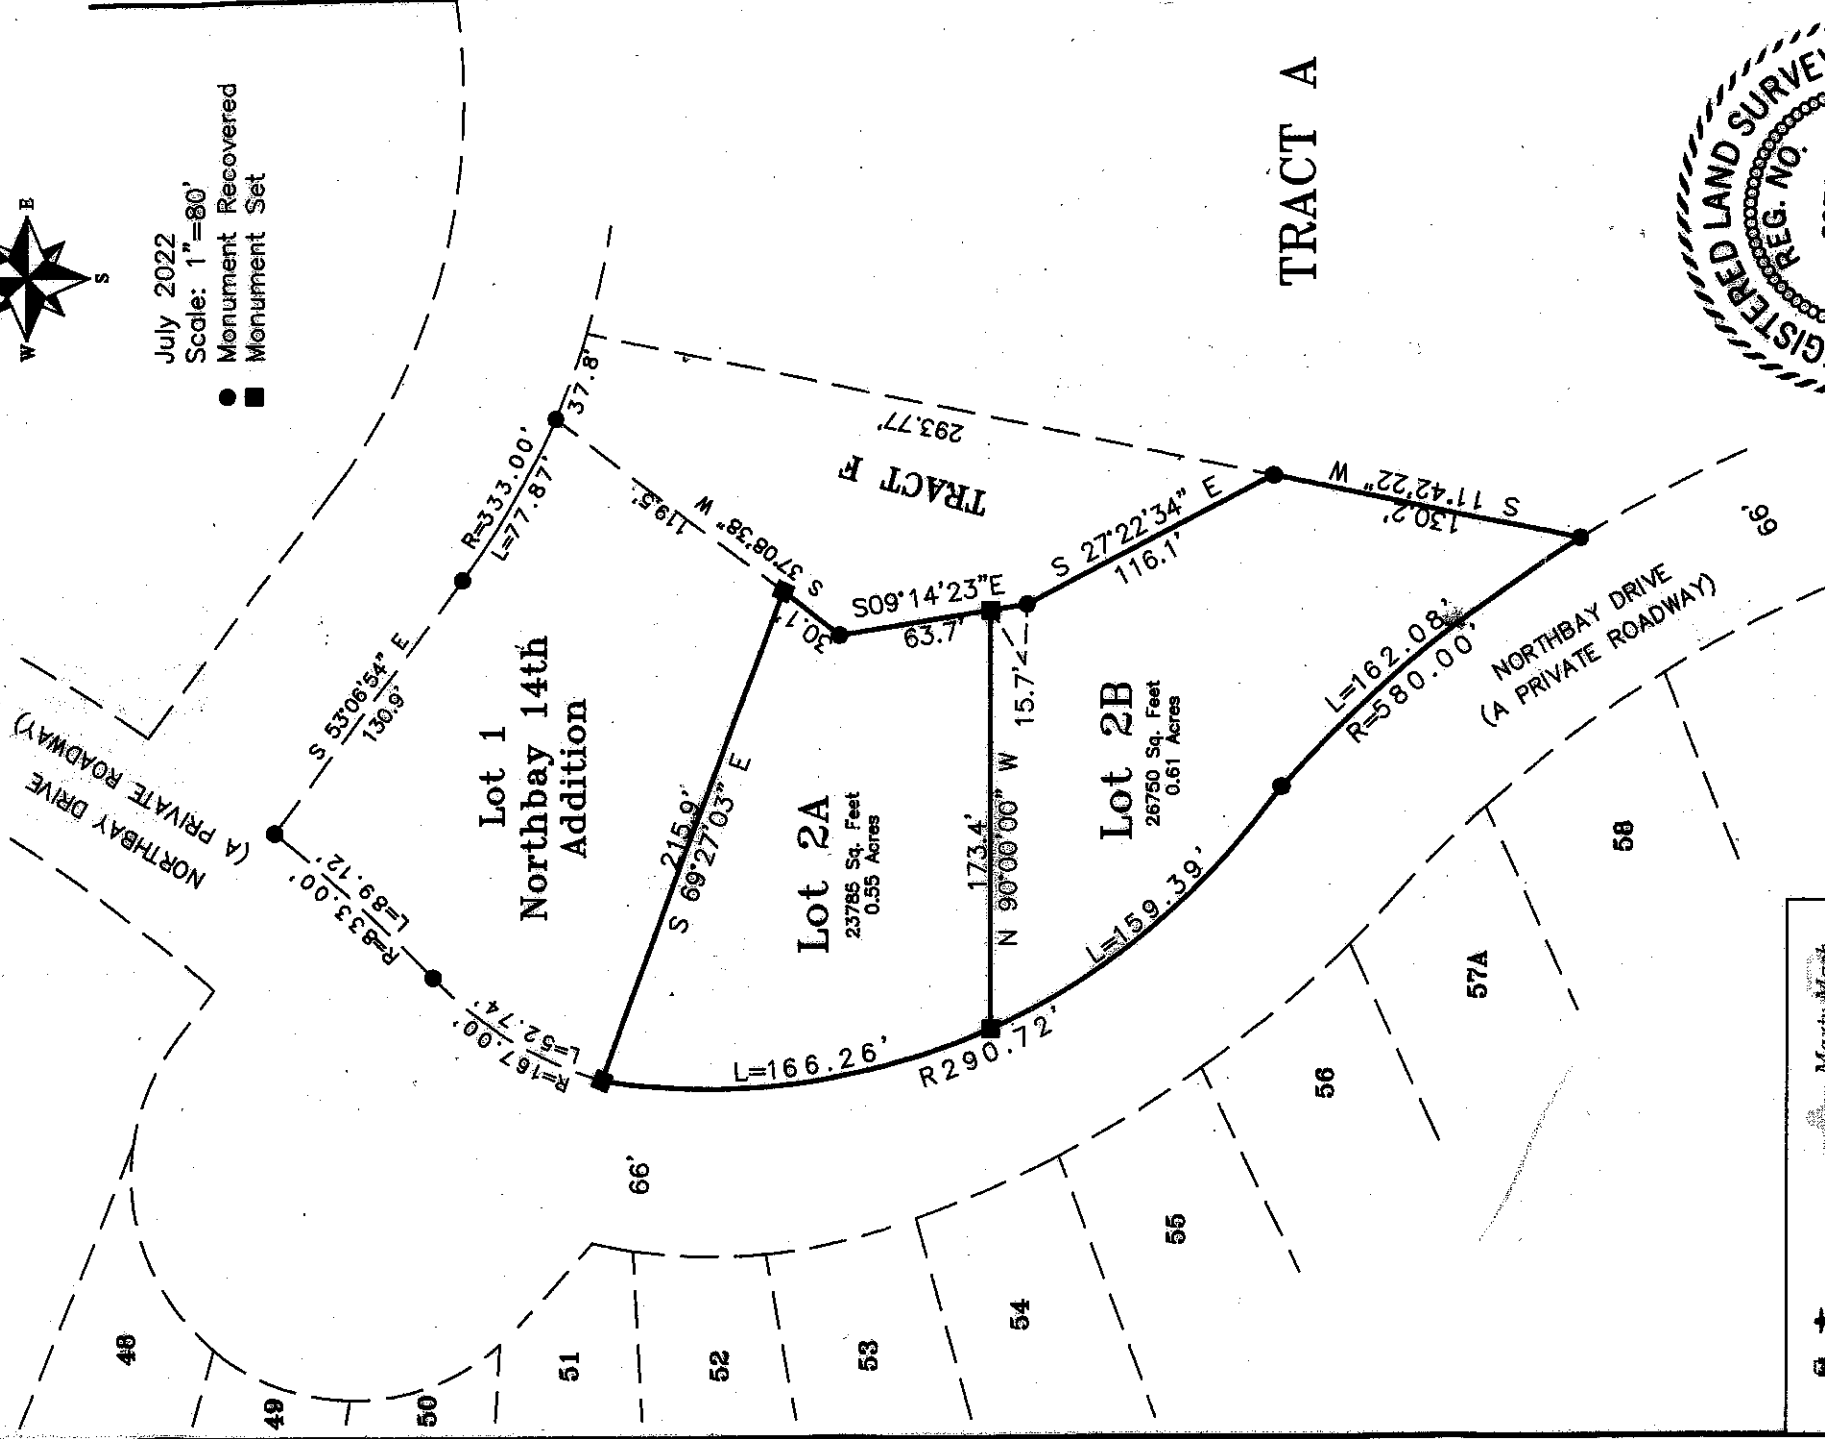 W
E
S
July 2022
Scale: 1"=80'
Monument Recovered
Monument Set
NORTHBAY DRIVE
(A PRIVATE ROADWAY)
S 53°06'54" E
130.9'
R=333.00'
L=77.87'
37.8'
R=833.00'
L=89.12'
R=167.00'
L=52.74'
Lot 1
Northbay 14th
Addition
S 37°08'38" W
119.5'
30.1'
TRACT F
293.77'
TRACT A
215.9'
S 69°27'03" E
S09°14'23"E
63.7'
15.7'
Lot 2A
23785 Sq. Feet
0.55 Acres
173.4'
N 90°00'00" W
S 27°22'34" E
116.1'
S 11°42'22" W
130.2'
Lot 2B
26750 Sq. Feet
0.61 Acres
L=166.26'
R290.72'
L=159.39'
L=162.08'
R=580.00'
NORTHBAY DRIVE
(A PRIVATE ROADWAY)
66'
66'
48
49
50
51
52
53
54
55
56
57A
58
LAND
REG. NO.